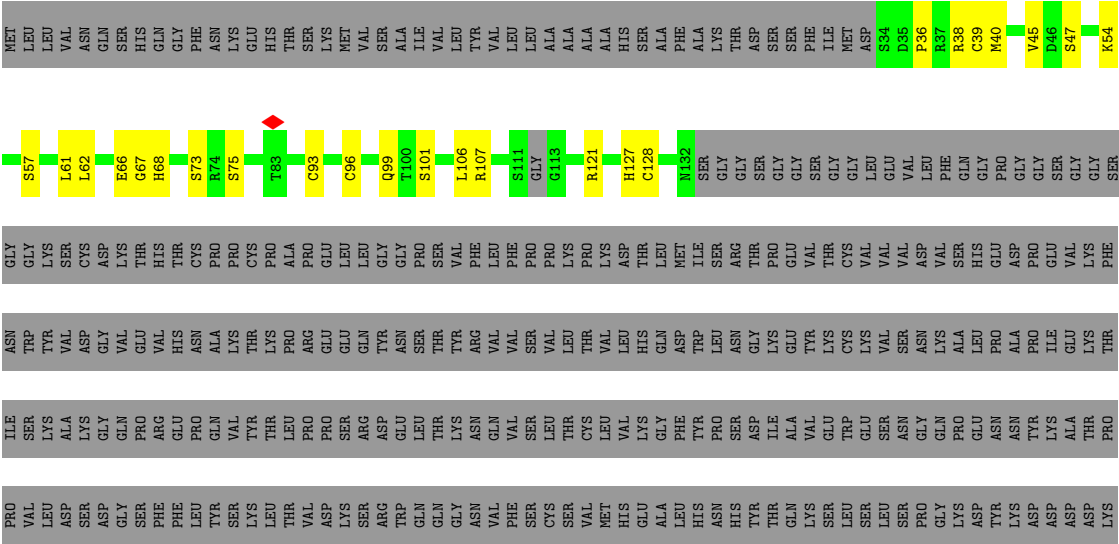 MET LEU LEU VAL ASN GLN SER HIS GLN GLY PHE ASN LYS GLU HIS THR SER LYS MET VAL SER ALA ILE VAL LEU TYR VAL LEU LEU ALA ALA ALA ALA HIS SER ALA PHE ALA LYS THR ASP SER SER PHE ILE MET ASP S34 D35 P36 R37 R38 C39 M40 V45 D46 S47 K54
S57 L61 L62 E66 G67 H68 S73 R74 S75 T83 C93 C96 Q99 T100 S101 L106 R107 S111 GLY G113 R121 H127 C128 N132 SER GLY GLY SER GLY GLY SER GLY GLY LEU GLU VAL LEU PHE GLN GLY PRO GLY GLY SER GLY GLY SER
GLY GLY LYS SER CYS ASP LYS THR HIS THR CYS PRO PRO CYS PRO ALA PRO GLU LEU LEU GLY GLY PRO SER VAL PHE LEU PHE PRO PRO LYS PRO LYS ASP THR LEU MET ILE SER ARG THR PRO GLU VAL THR CYS VAL VAL VAL ASP VAL SER HIS GLU ASP PRO GLU VAL LYS PHE
ASN TRP TYR VAL ASP GLY VAL GLU VAL HIS ASN ALA LYS THR LYS PRO ARG GLU GLU GLN TYR ASN SER THR TYR ARG VAL VAL SER VAL LEU THR VAL LEU HIS GLN ASP TRP LEU ASN GLY LYS GLU TYR LYS CYS LYS VAL SER ASN LYS ALA LEU PRO ALA PRO ILE GLU LYS THR
ILE SER LYS ALA LYS GLY GLN PRO ARG GLU PRO GLN VAL TYR THR LEU PRO PRO SER ARG ASP GLU LEU THR LYS ASN GLN VAL SER LEU THR CYS LEU VAL LYS GLY PHE TYR PRO SER ASP ILE ALA VAL GLU TRP GLU SER ASN GLY GLN PRO GLU ASN ASN TYR LYS ALA THR PRO
PRO VAL LEU ASP SER ASP GLY SER PHE PHE LEU TYR SER LYS LEU THR VAL ASP LYS SER ARG TRP GLN GLN GLY ASN VAL PHE SER CYS SER VAL MET HIS GLU ALA LEU HIS ASN HIS TYR THR GLN LYS SER LEU SER LEU SER PRO GLY LYS ASP TYR LYS ASP ASP ASP ASP LYS